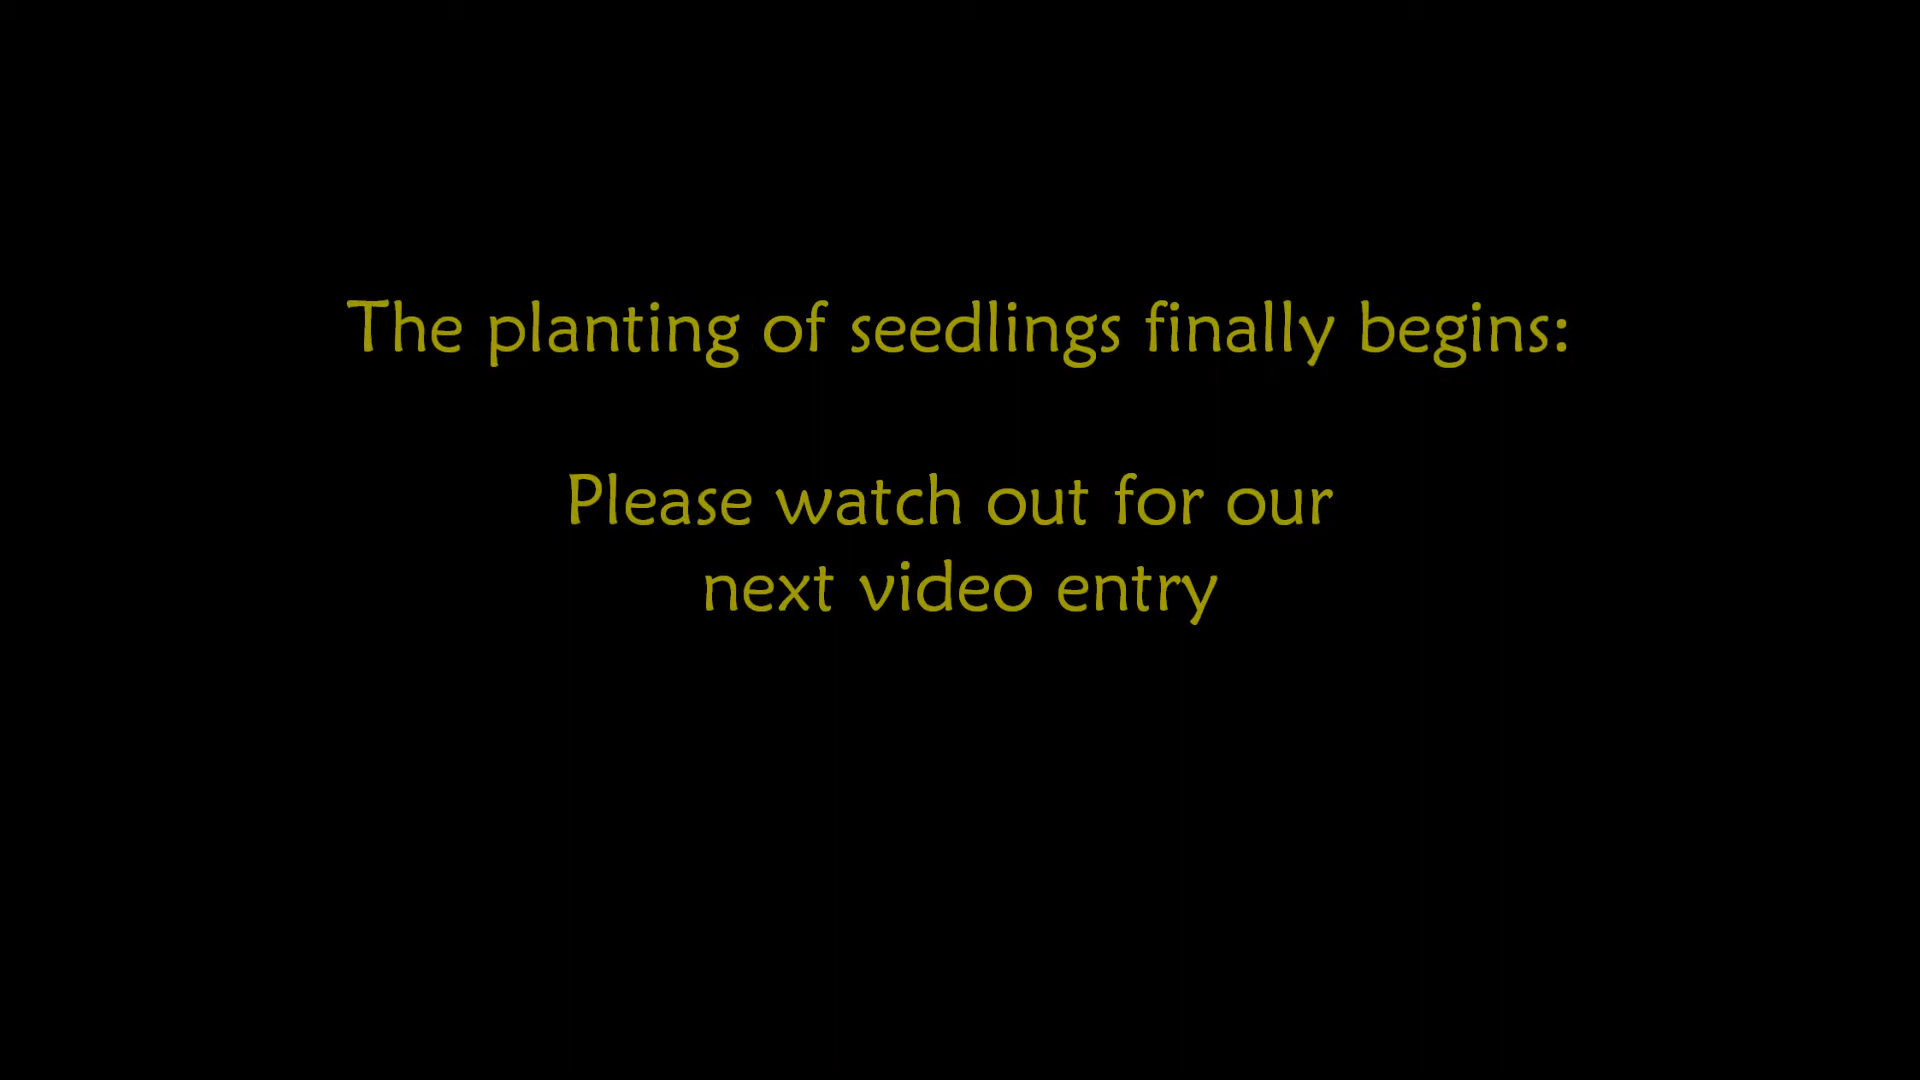 The planting of seedlings finally begins:
Please watch out for our
next video entry